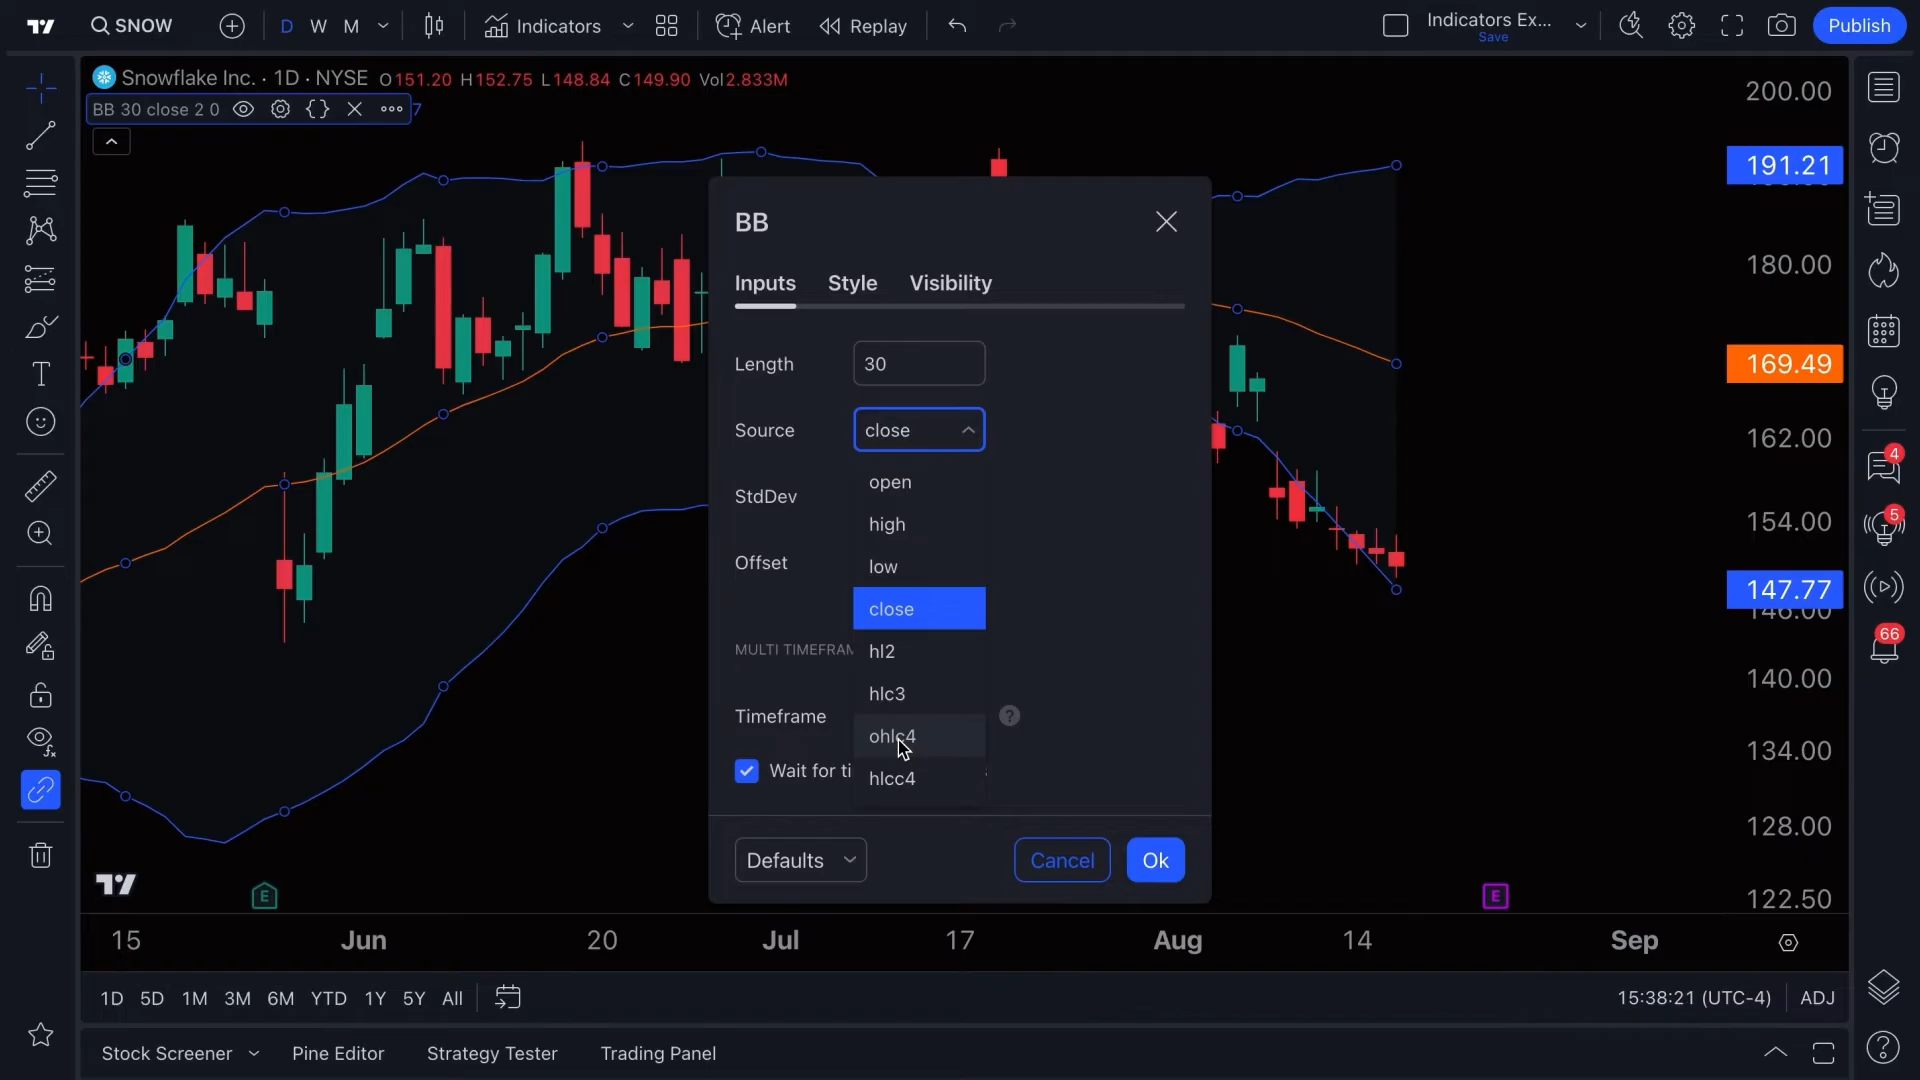 SNOW D W M Indicators Alert Replay Indicators Ex... Save Publish
Snowflake Inc. · 1D · NYSE O151.20 H152.75 L148.84 C149.90 Vol2.833M
BB 30 close 2 0 7
200.00
191.21
180.00
169.49
162.00
154.00
147.77
140.00
134.00
128.00
122.50
BB
Inputs Style Visibility
Length 30
Source close
StdDev
Offset
open
high
low
close
hl2
hlc3
ohlc4
hlcc4
Timeframe ?
Wait for ti
Defaults Cancel Ok
E E
15 Jun 20 Jul 17 Aug 14 Sep
1D 5D 1M 3M 6M YTD 1Y 5Y All 15:38:21 (UTC-4) ADJ
Stock Screener Pine Editor Strategy Tester Trading Panel
4
5
66